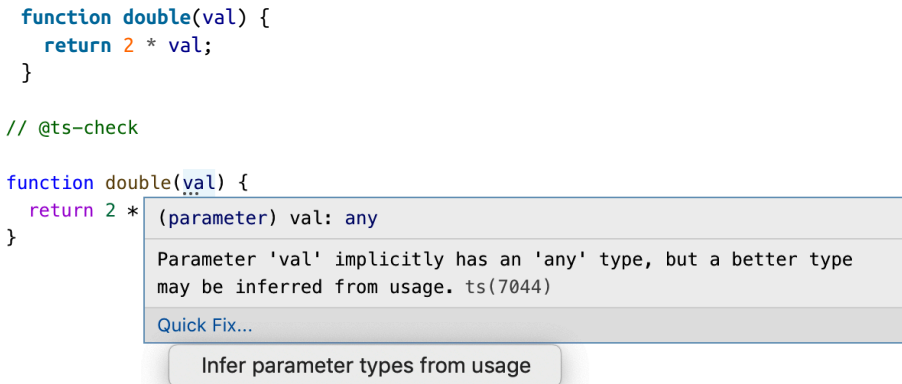 function double(val) {
return 2 * val;
}
// @ts-check
function double(val) {
return 2 *
}
(parameter) val: any
Parameter 'val' implicitly has an 'any' type, but a better type
may be inferred from usage. ts(7044)
Quick Fix...
Infer parameter types from usage